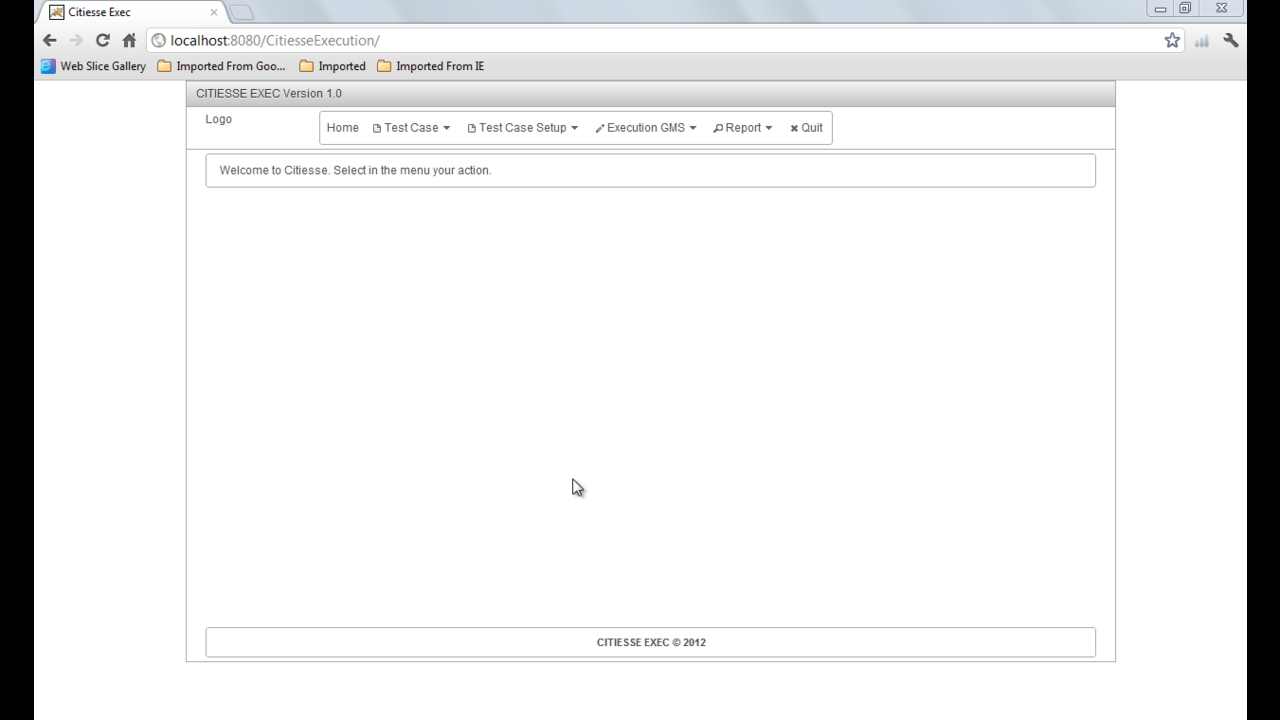 Citiesse Exec
localhost:8080/CitiesseExecution/
Web Slice Gallery Imported From Goo... Imported Imported From IE
CITIESSE EXEC Version 1.0
Logo
Home Test Case Test Case Setup Execution GMS Report Quit
Welcome to Citiesse. Select in the menu your action.
CITIESSE EXEC © 2012